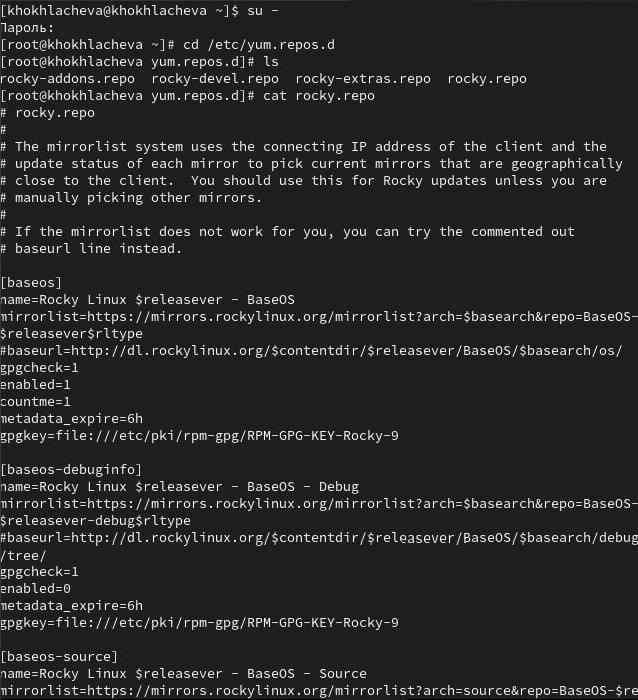 [khokhlacheva@khokhlacheva ~]$ su -
Пароль:
[root@khokhlacheva ~]# cd /etc/yum.repos.d
[root@khokhlacheva yum.repos.d]# ls
rocky-addons.repo  rocky-devel.repo  rocky-extras.repo  rocky.repo
[root@khokhlacheva yum.repos.d]# cat rocky.repo
# rocky.repo
#
# The mirrorlist system uses the connecting IP address of the client and the
# update status of each mirror to pick current mirrors that are geographically
# close to the client.  You should use this for Rocky updates unless you are
# manually picking other mirrors.
#
# If the mirrorlist does not work for you, you can try the commented out
# baseurl line instead.

[baseos]
name=Rocky Linux $releasever - BaseOS
mirrorlist=https://mirrors.rockylinux.org/mirrorlist?arch=$basearch&repo=BaseOS-
$releasever$rltype
#baseurl=http://dl.rockylinux.org/$contentdir/$releasever/BaseOS/$basearch/os/
gpgcheck=1
enabled=1
countme=1
metadata_expire=6h
gpgkey=file:///etc/pki/rpm-gpg/RPM-GPG-KEY-Rocky-9

[baseos-debuginfo]
name=Rocky Linux $releasever - BaseOS - Debug
mirrorlist=https://mirrors.rockylinux.org/mirrorlist?arch=$basearch&repo=BaseOS-
$releasever-debug$rltype
#baseurl=http://dl.rockylinux.org/$contentdir/$releasever/BaseOS/$basearch/debug
/tree/
gpgcheck=1
enabled=0
metadata_expire=6h
gpgkey=file:///etc/pki/rpm-gpg/RPM-GPG-KEY-Rocky-9

[baseos-source]
name=Rocky Linux $releasever - BaseOS - Source
mirrorlist=https://mirrors.rockylinux.org/mirrorlist?arch=source&repo=BaseOS-$re